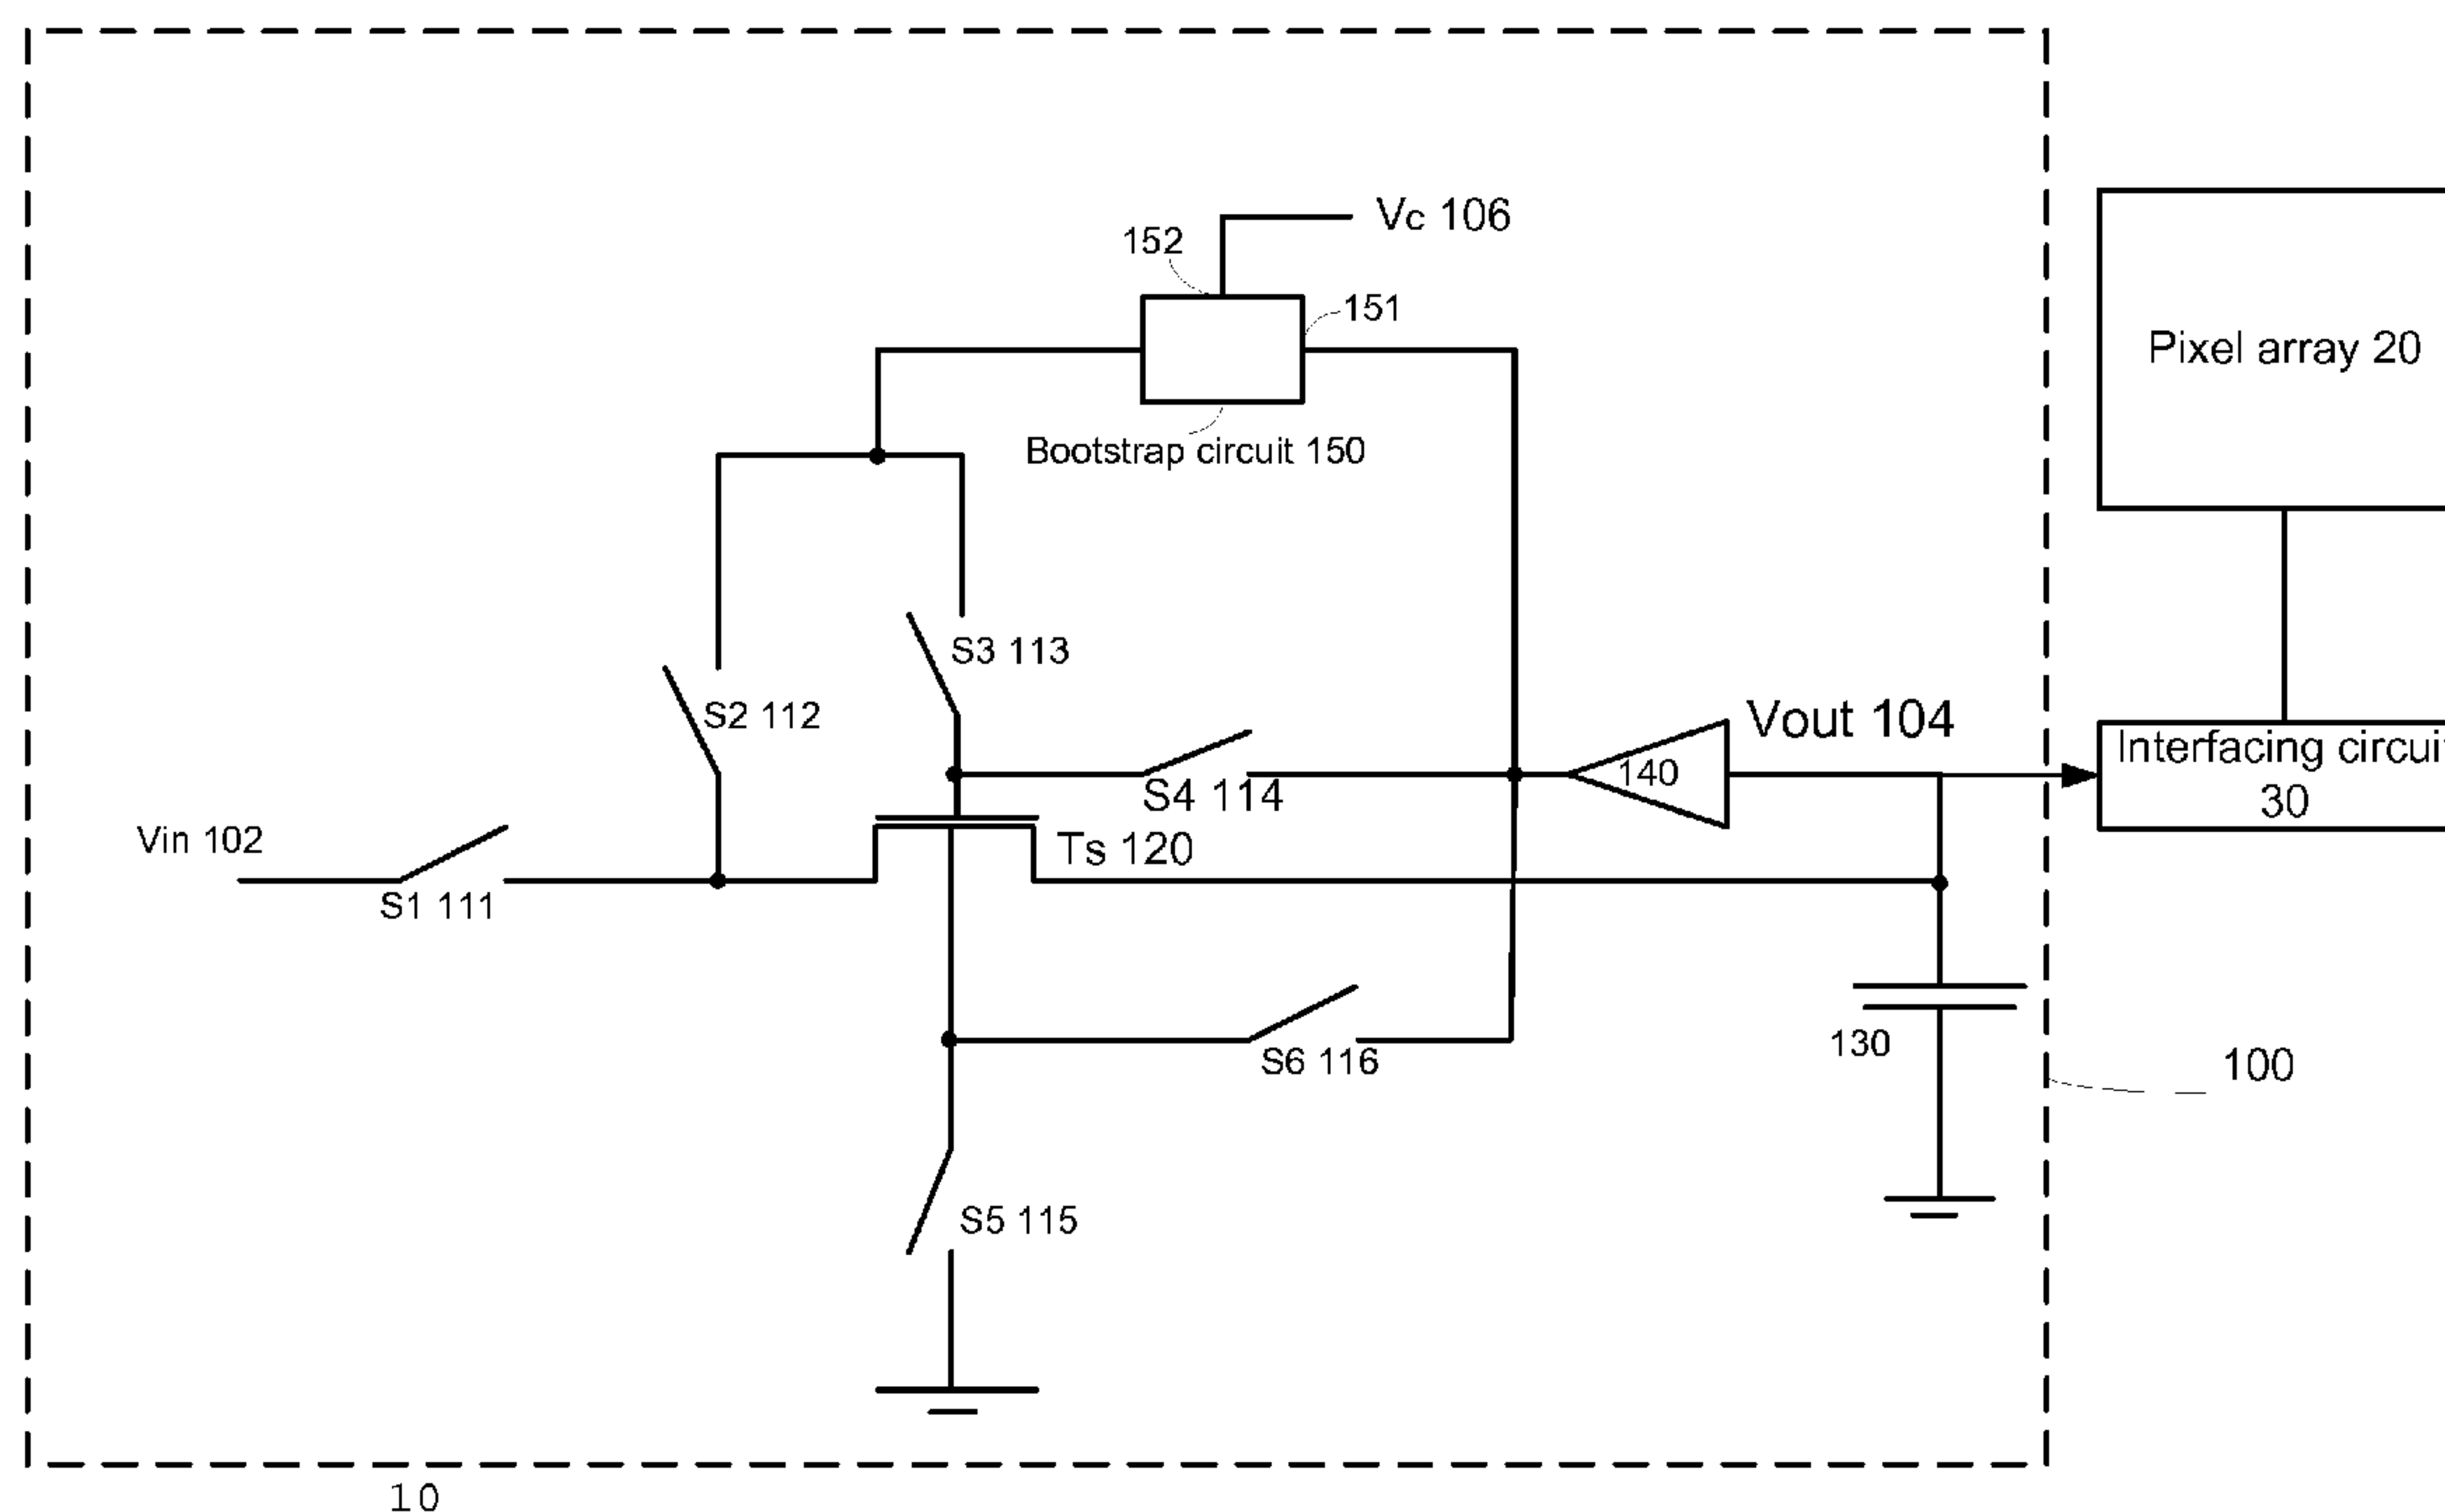 Vc 106
152
151
Pixel array 20
Bootstrap circuit 150
S3 113
S2 112
Vout 104
Interfacing circuit
30
140
S4 114
Vin 102
Ts 120
S1 111
130
S6 116
100
S5 115
10